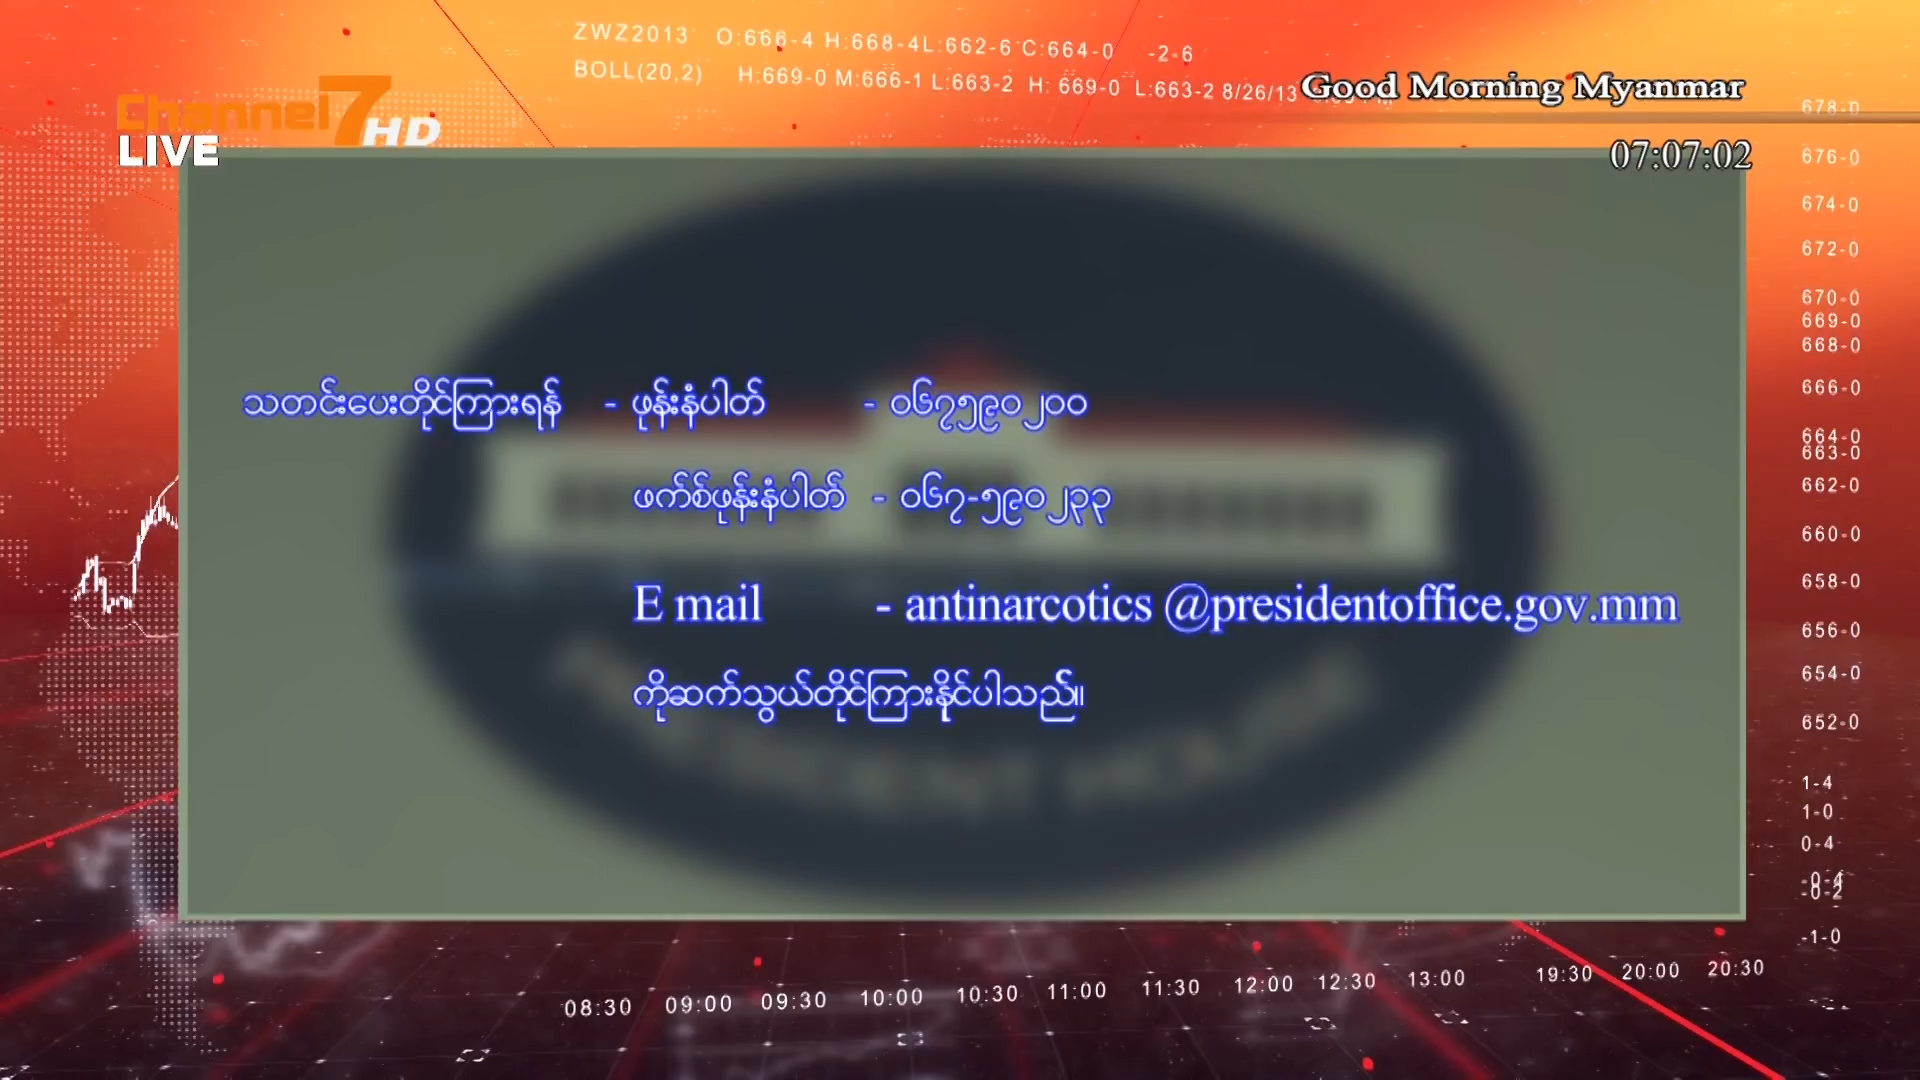 ZWZ2013 O:666-4 H:668-4L:662-6 C:664-0 -2-6
BOLL(20,2) H:669-0 M:666-1 L:663-2 H: 669-0 L:663-2 8/26/13
Good Morning Myanmar
Channel 7 HD
LIVE
07:07:02
သတင်းပေးတိုင်ကြားရန် - ဖုန်းနံပါတ် - ၀၆၇၅၉၀၂၀၀
ဖက်စ်ဖုန်းနံပါတ် - ၀၆၇-၅၉၀၂၃၃
E mail - antinarcotics @presidentoffice.gov.mm
ကိုဆက်သွယ်တိုင်ကြားနိုင်ပါသည်။
678-0
676-0
674-0
672-0
670-0
669-0
668-0
666-0
664-0
663-0
662-0
660-0
658-0
656-0
654-0
652-0
1-4
1-0
0-4
-0-4
-0-2
-1-0
08:30 09:00 09:30 10:00 10:30 11:00 11:30 12:00 12:30 13:00 19:30 20:00 20:30